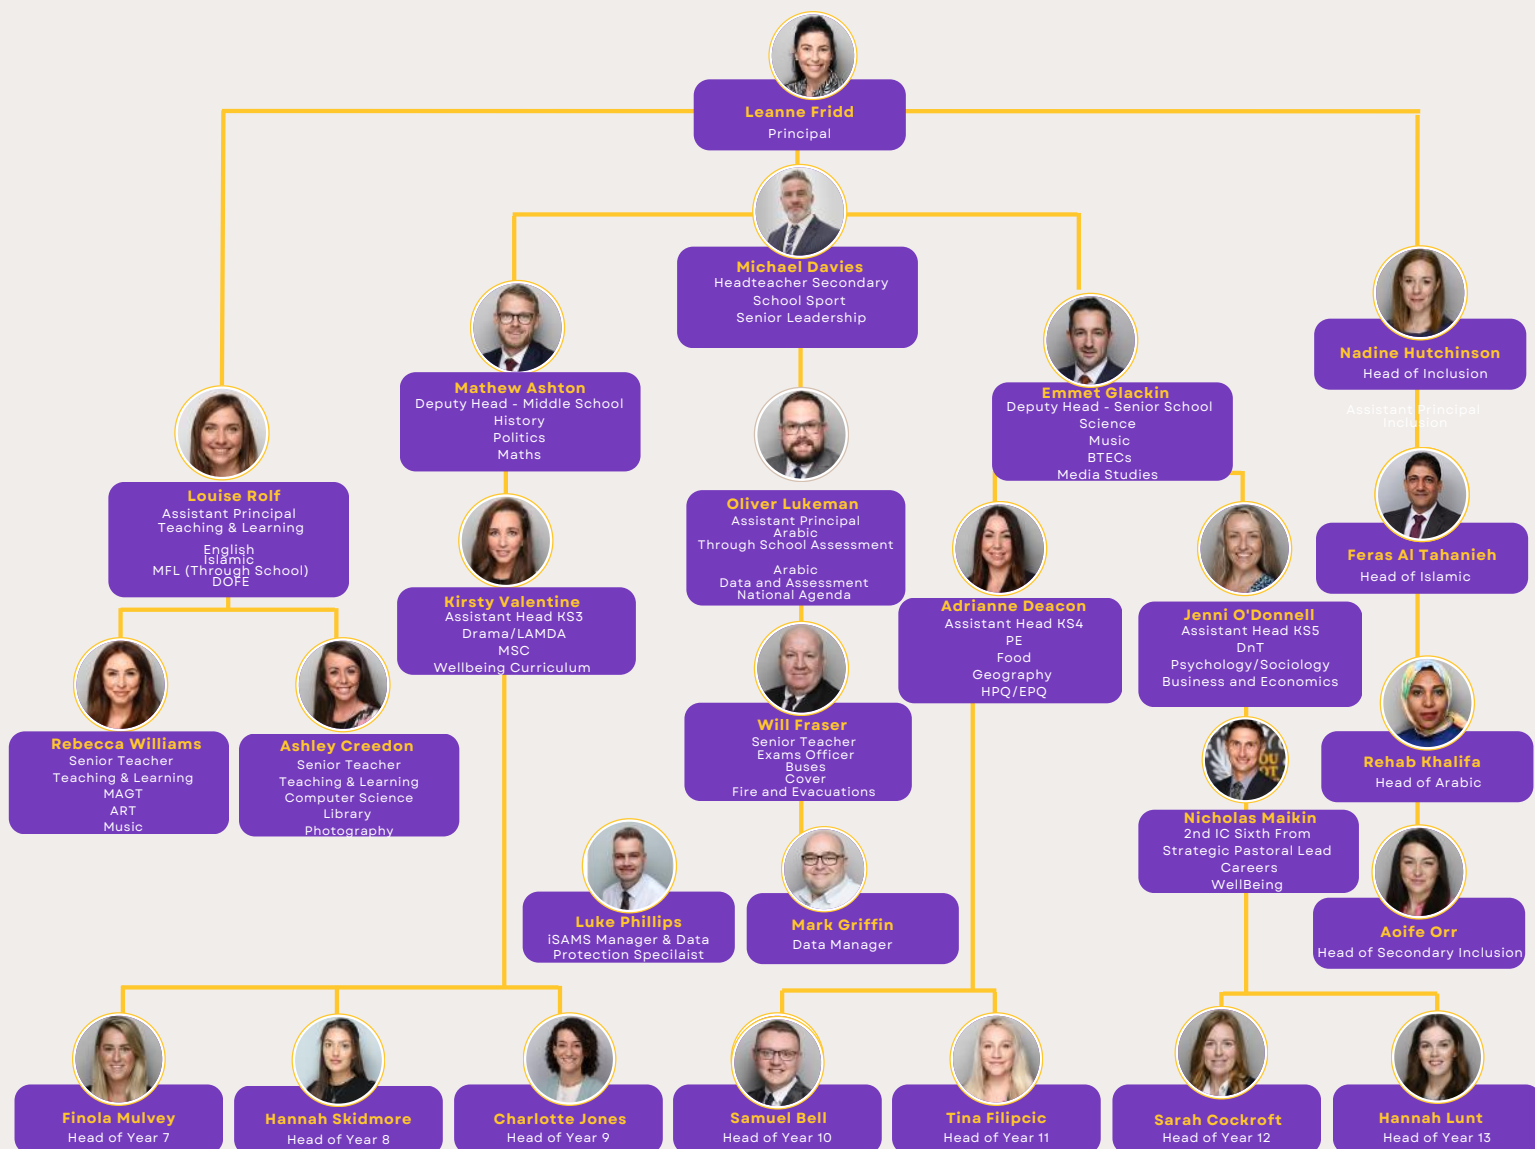 Leanne Fridd
Principal
Michael Davies
Headteacher Secondary
School Sport
Senior Leadership
Mathew Ashton
Deputy Head - Middle School
History
Politics
Maths
Emmet Glackin
Deputy Head - Senior School
Science
Music
BTECs
Media Studies
Nadine Hutchinson
Head of Inclusion
Assistant Principal
Inclusion
Louise Rolf
Assistant Principal
Teaching & Learning
English
Islamic
MFL (Through School)
DOFE
Oliver Lukeman
Assistant Principal
Arabic
Through School Assessment
Arabic
Data and Assessment
National Agenda
Feras Al Tahanieh
Head of Islamic
Kirsty Valentine
Assistant Head KS3
Drama/LAMDA
MSC
Wellbeing Curriculum
Adrianne Deacon
Assistant Head KS4
PE
Food
Geography
HPQ/EPQ
Jenni O'Donnell
Assistant Head KS5
DnT
Psychology/Sociology
Business and Economics
Rebecca Williams
Senior Teacher
Teaching & Learning
MAGT
ART
Music
Ashley Creedon
Senior Teacher
Teaching & Learning
Computer Science
Library
Photography
Will Fraser
Senior Teacher
Exams Officer
Buses
Cover
Fire and Evacuations
Rehab Khalifa
Head of Arabic
Nicholas Maikin
2nd IC Sixth From
Strategic Pastoral Lead
Careers
WellBeing
Luke Phillips
iSAMS Manager & Data
Protection Specilaist
Mark Griffin
Data Manager
Aoife Orr
Head of Secondary Inclusion
Finola Mulvey
Head of Year 7
Hannah Skidmore
Head of Year 8
Charlotte Jones
Head of Year 9
Samuel Bell
Head of Year 10
Tina Filipcic
Head of Year 11
Sarah Cockroft
Head of Year 12
Hannah Lunt
Head of Year 13